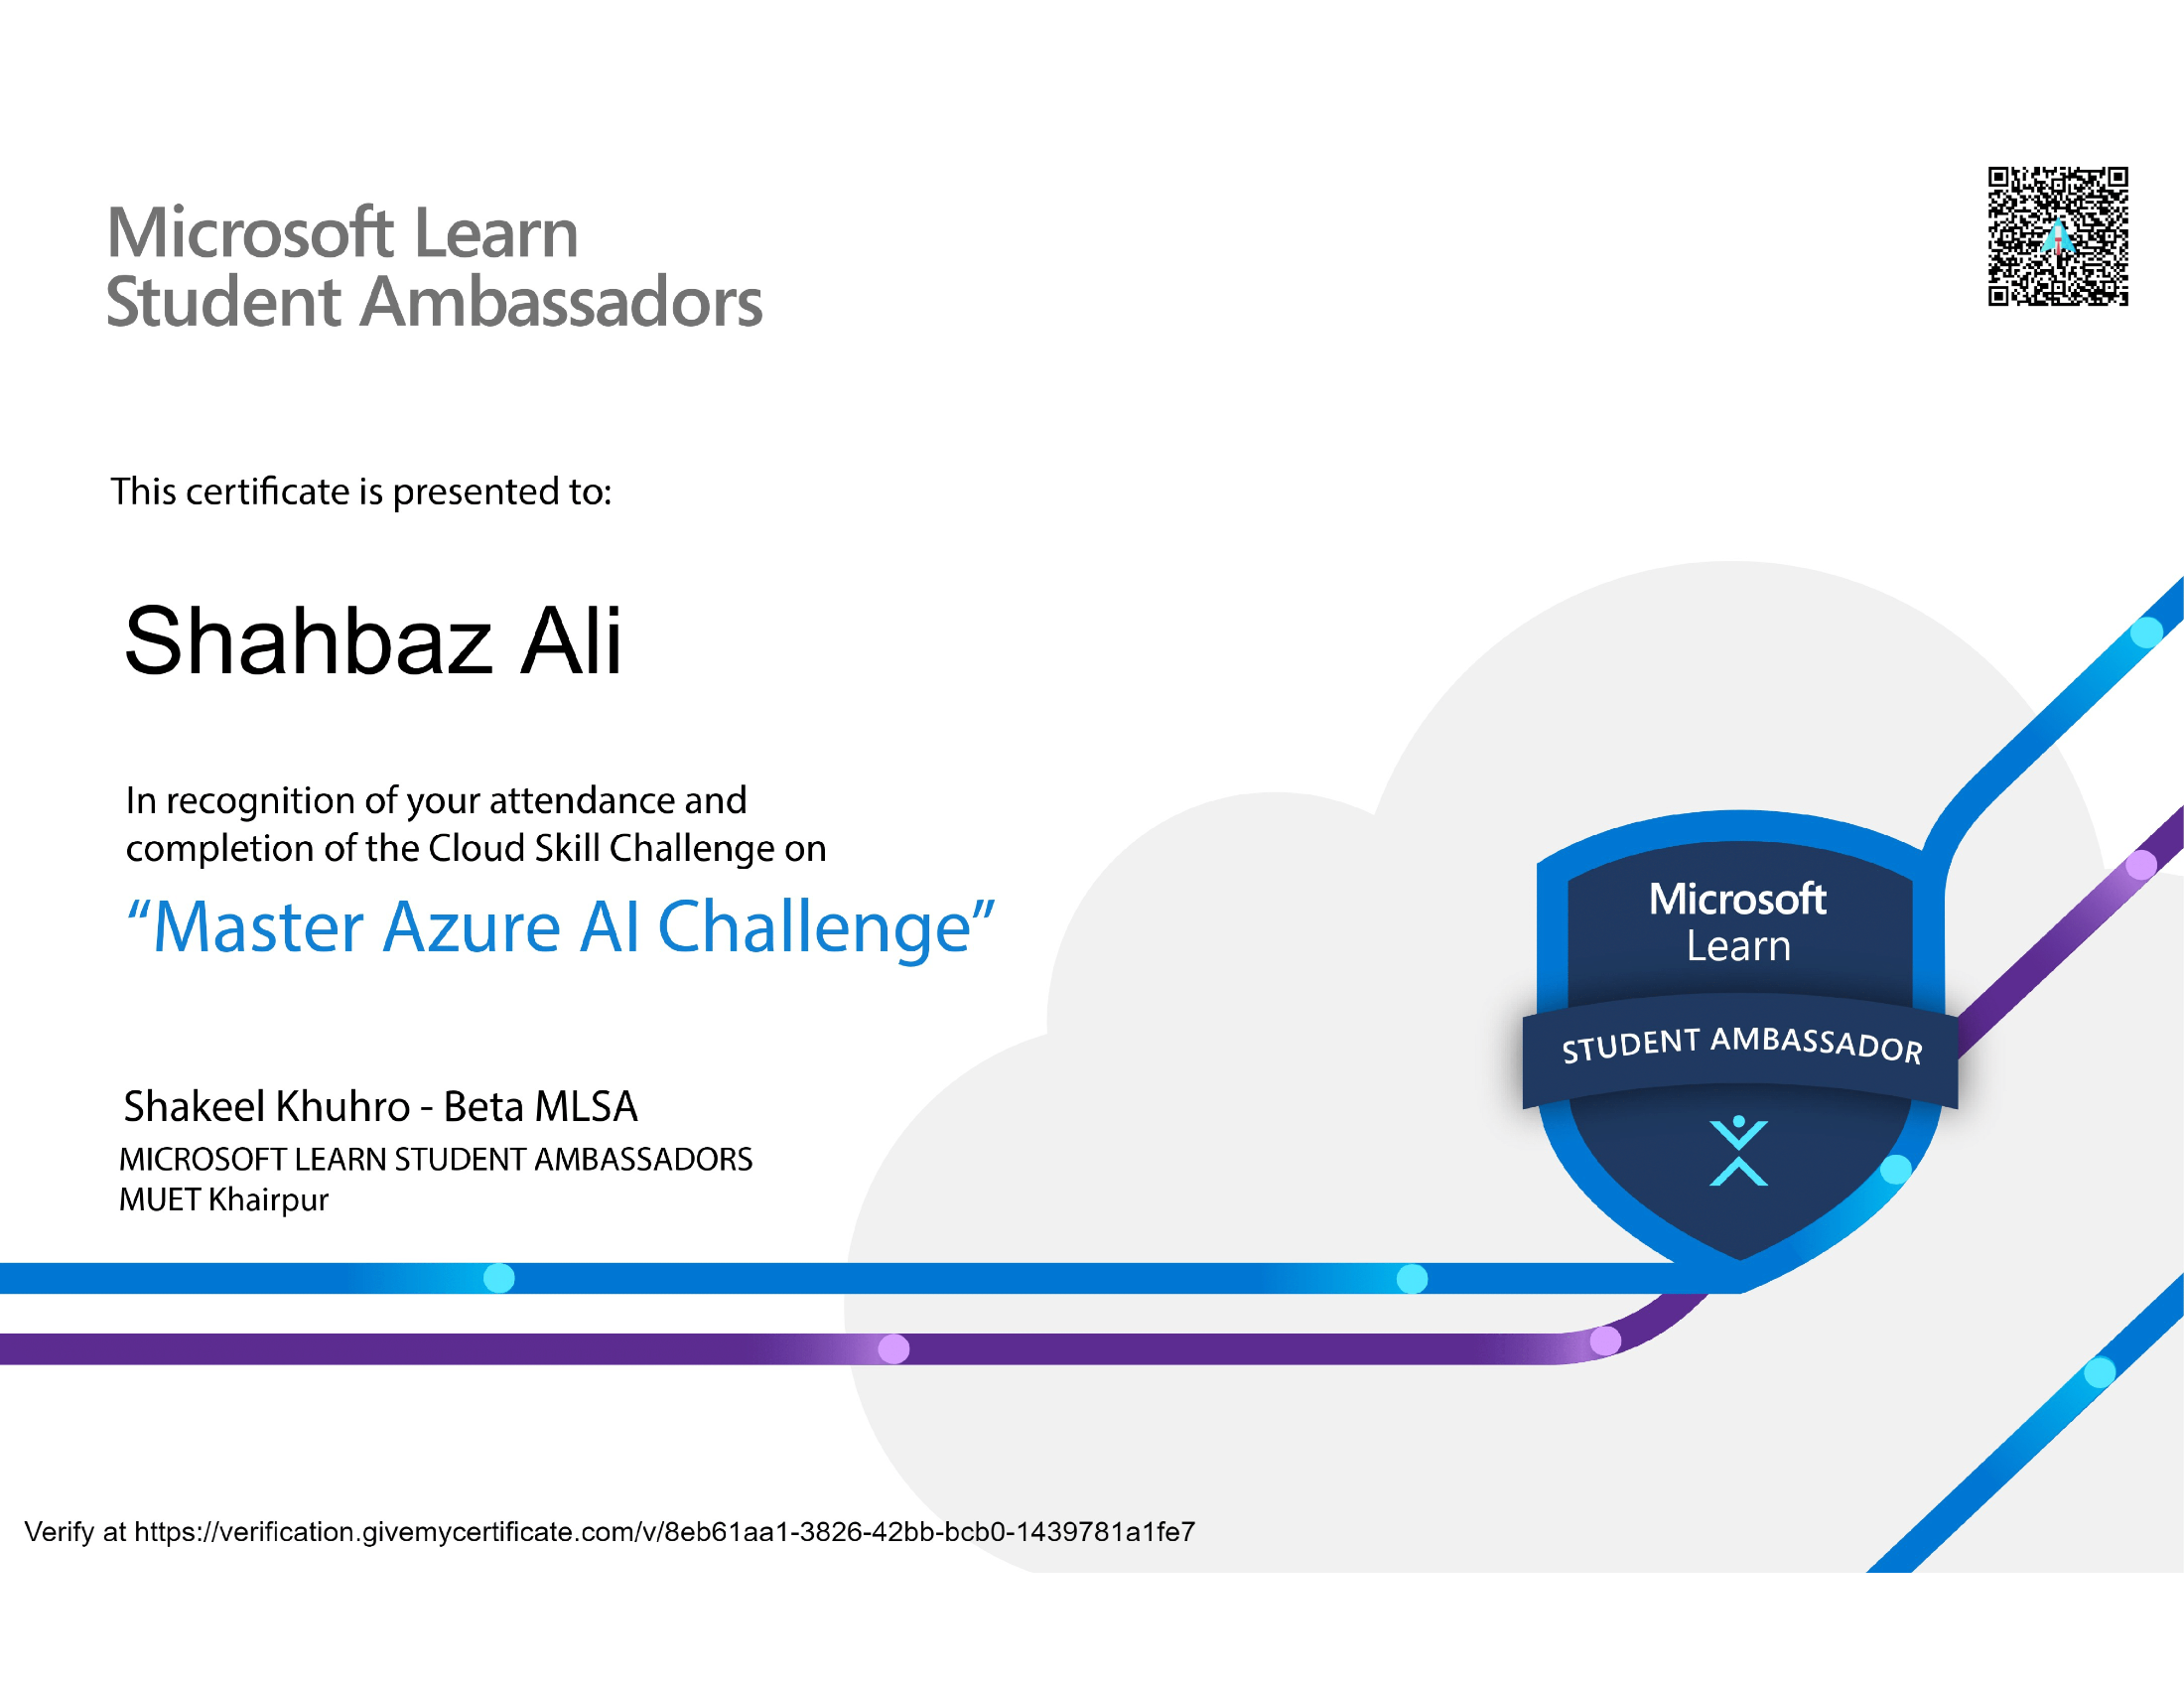 Microsoft Learn
Student Ambassadors
This certificate is presented to:
Shahbaz Ali
In recognition of your attendance and
completion of the Cloud Skill Challenge on
“Master Azure AI Challenge”
Microsoft
Learn
STUDENT AMBASSADOR
Shakeel Khuhro - Beta MLSA
MICROSOFT LEARN STUDENT AMBASSADORS
MUET Khairpur
Verify at https://verification.givemycertificate.com/v/8eb61aa1-3826-42bb-bcb0-1439781a1fe7